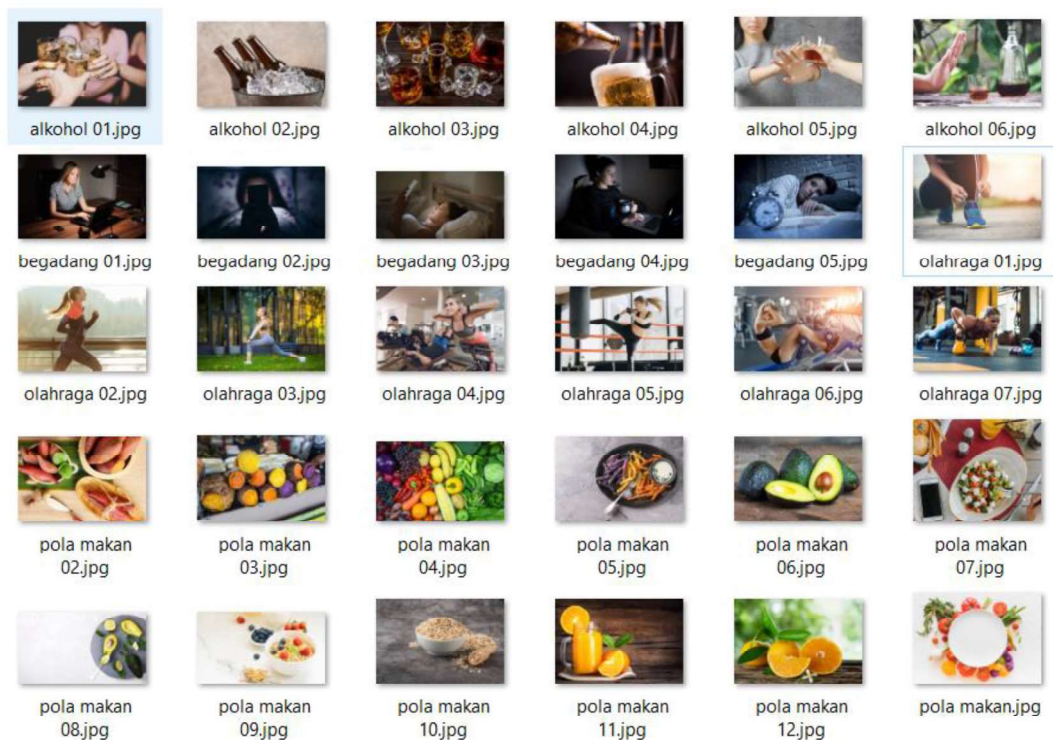 alkohol 01.jpg
alkohol 02.jpg
alkohol 03.jpg
alkohol 04.jpg
alkohol 05.jpg
alkohol 06.jpg
begadang 01.jpg
begadang 02.jpg
begadang 03.jpg
begadang 04.jpg
begadang 05.jpg
olahraga 01.jpg
olahraga 02.jpg
olahraga 03.jpg
olahraga 04.jpg
olahraga 05.jpg
olahraga 06.jpg
olahraga 07.jpg
pola makan
02.jpg
pola makan
03.jpg
pola makan
04.jpg
pola makan
05.jpg
pola makan
06.jpg
pola makan
07.jpg
pola makan
08.jpg
pola makan
09.jpg
pola makan
10.jpg
pola makan
11.jpg
pola makan
12.jpg
pola makan.jpg